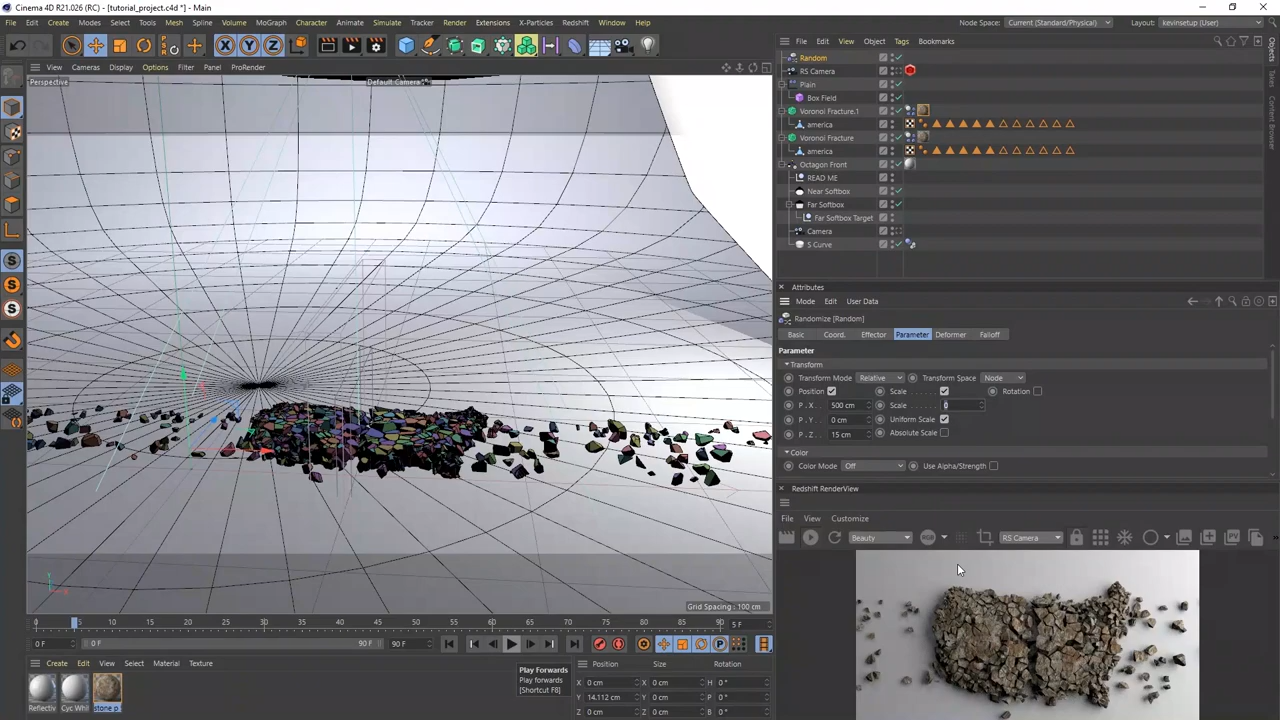 Cinema 4D R21.026 (RC) - [tutorial_project.c4d *] - Main
File Create Modes Select Tools Mesh Spline Volume MoGraph Character Animate Simulate Tracker Render Extensions X-Particles Redshift Window Help Node Space: Current (Standard/Physical) Layout: kevinsetup (User)
X Y Z
File Edit View Object Tags Bookmarks
View Cameras Display Options Filter Panel ProRender
Perspective Default Camera
Random
RS Camera
Plain
Box Field
Voronoi Fracture.1
america
Voronoi Fracture
america
Octagon Front
READ ME
Near Softbox
Far Softbox
Far Softbox Target
Camera
S Curve
Objects
Takes
Content Browser
Attributes
Mode Edit User Data
Randomize [Random]
Basic Coord. Effector Parameter Deformer Falloff
Parameter
Transform
Transform Mode Relative Transform Space Node
Position Scale Rotation
P . X 500 cm Scale 0
P . Y 0 cm Uniform Scale
P . Z 15 cm Absolute Scale
Color
Color Mode Off Use Alpha/Strength
Redshift RenderView
File View Customize
Beauty RGB RS Camera
Grid Spacing : 100 cm
0 5 10 15 20 25 30 35 40 45 50 55 60 65 70 75 80 85 90 5 F
0 F 0 F 90 F 90 F
Create Edit View Select Material Texture
Reflectiv Cyc Whi stone p
Play Forwards
Play forwards
[Shortcut F8]
Position Size Rotation
X 0 cm X 0 cm H 0 °
Y 14.112 cm Y 0 cm P 0 °
Z 0 cm Z 0 cm B 0 °